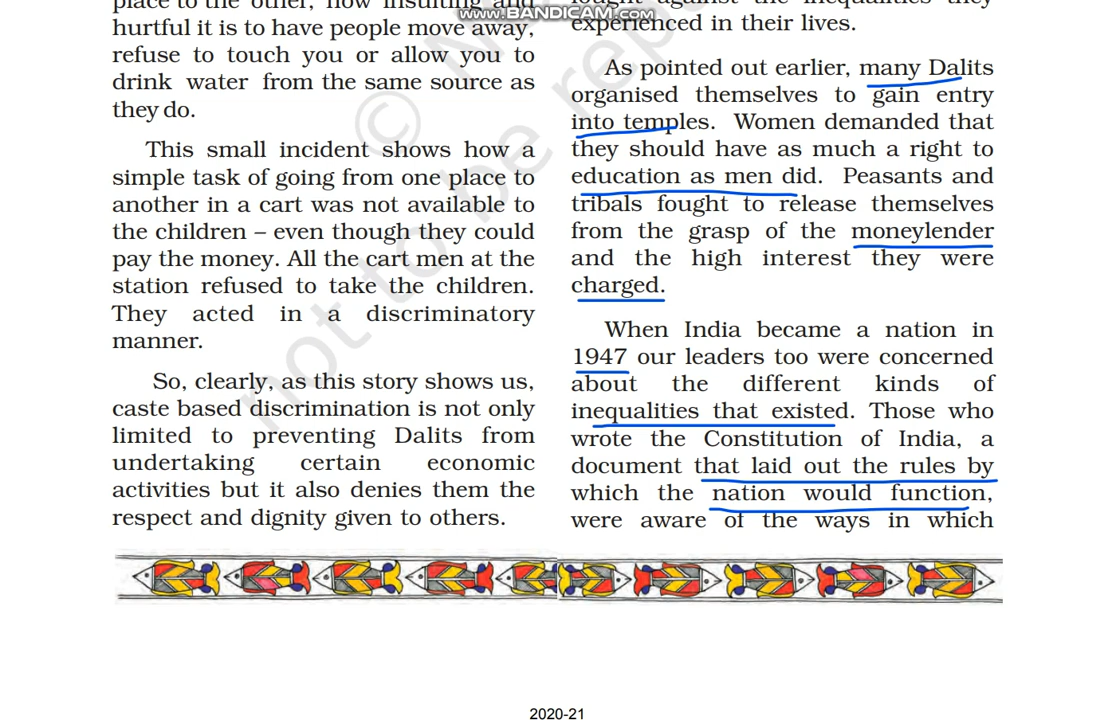 place to the other, how insulting and
hurtful it is to have people move away,
refuse to touch you or allow you to
drink water from the same source as
they do.
This small incident shows how a
simple task of going from one place to
another in a cart was not available to
the children – even though they could
pay the money. All the cart men at the
station refused to take the children.
They acted in a discriminatory
manner.
So, clearly, as this story shows us,
caste based discrimination is not only
limited to preventing Dalits from
undertaking certain economic
activities but it also denies them the
respect and dignity given to others.
www.BANDICAM.com
fought against the inequalities they
experienced in their lives.
As pointed out earlier, many Dalits
organised themselves to gain entry
into temples. Women demanded that
they should have as much a right to
education as men did. Peasants and
tribals fought to release themselves
from the grasp of the moneylender
and the high interest they were
charged.
When India became a nation in
1947 our leaders too were concerned
about the different kinds of
inequalities that existed. Those who
wrote the Constitution of India, a
document that laid out the rules by
which the nation would function,
were aware of the ways in which
© N
not to be rep
2020-21